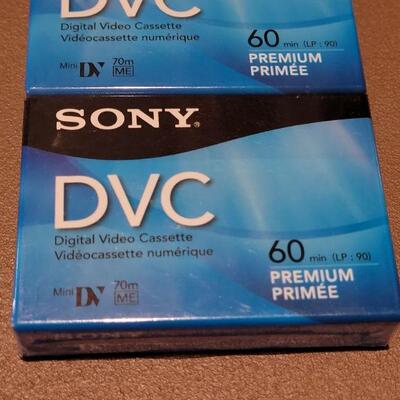 DVC
Digital Video Cassette
Vidéocassette numérique
60 min (LP : 90)
PREMIUM
PRIMÉE
Mini DV 70m ME
SONY®
DVC
Digital Video Cassette
Vidéocassette numérique
60 min (LP : 90)
PREMIUM
PRIMÉE
Mini DV 70m ME